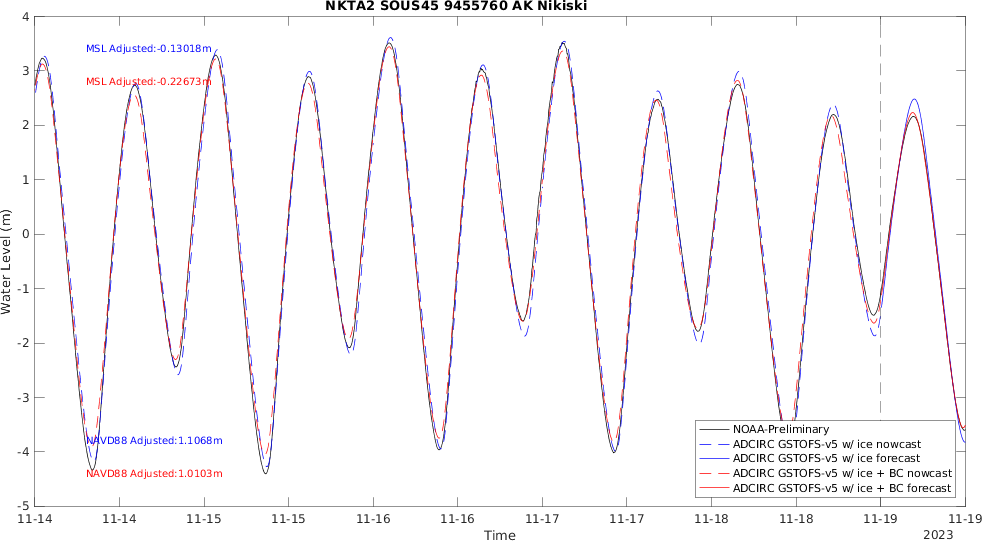 NKTA2 SOUS45 9455760 AK Nikiski
4
3
2
1
0
-1
-2
-3
-4
-5
Water Level (m)
MSL Adjusted:-0.13018m
MSL Adjusted:-0.22673m
NAVD88 Adjusted:1.1068m
NAVD88 Adjusted:1.0103m
NOAA-Preliminary
ADCIRC GSTOFS-v5 w/ ice nowcast
ADCIRC GSTOFS-v5 w/ ice forecast
ADCIRC GSTOFS-v5 w/ ice + BC nowcast
ADCIRC GSTOFS-v5 w/ ice + BC forecast
11-14 11-14 11-15 11-15 11-16 11-16 11-17 11-17 11-18 11-18 11-19 11-19
Time
2023